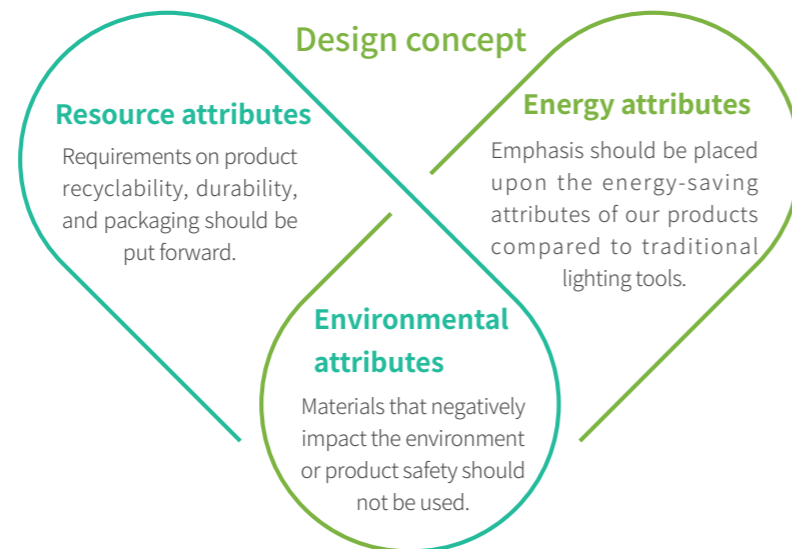 Design concept
Resource attributes
Requirements on product
recyclability, durability,
and packaging should be
put forward.
Energy attributes
Emphasis should be placed
upon the energy-saving
attributes of our products
compared to traditional
lighting tools.
Environmental
attributes
Materials that negatively
impact the environment
or product safety should
not be used.